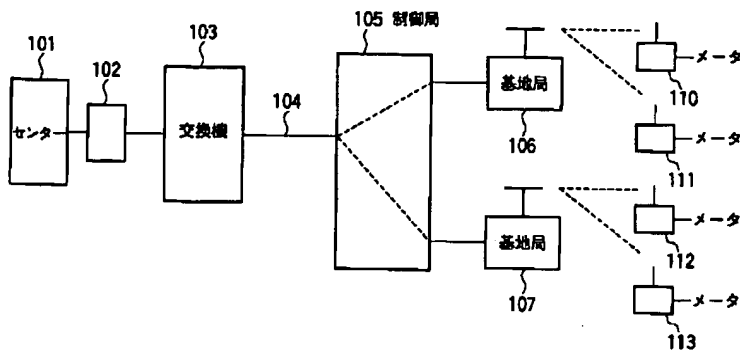 101
センタ
102
103
交換機
104
105 制御局
基地局
106
基地局
107
メータ
110
メータ
111
メータ
112
メータ
113